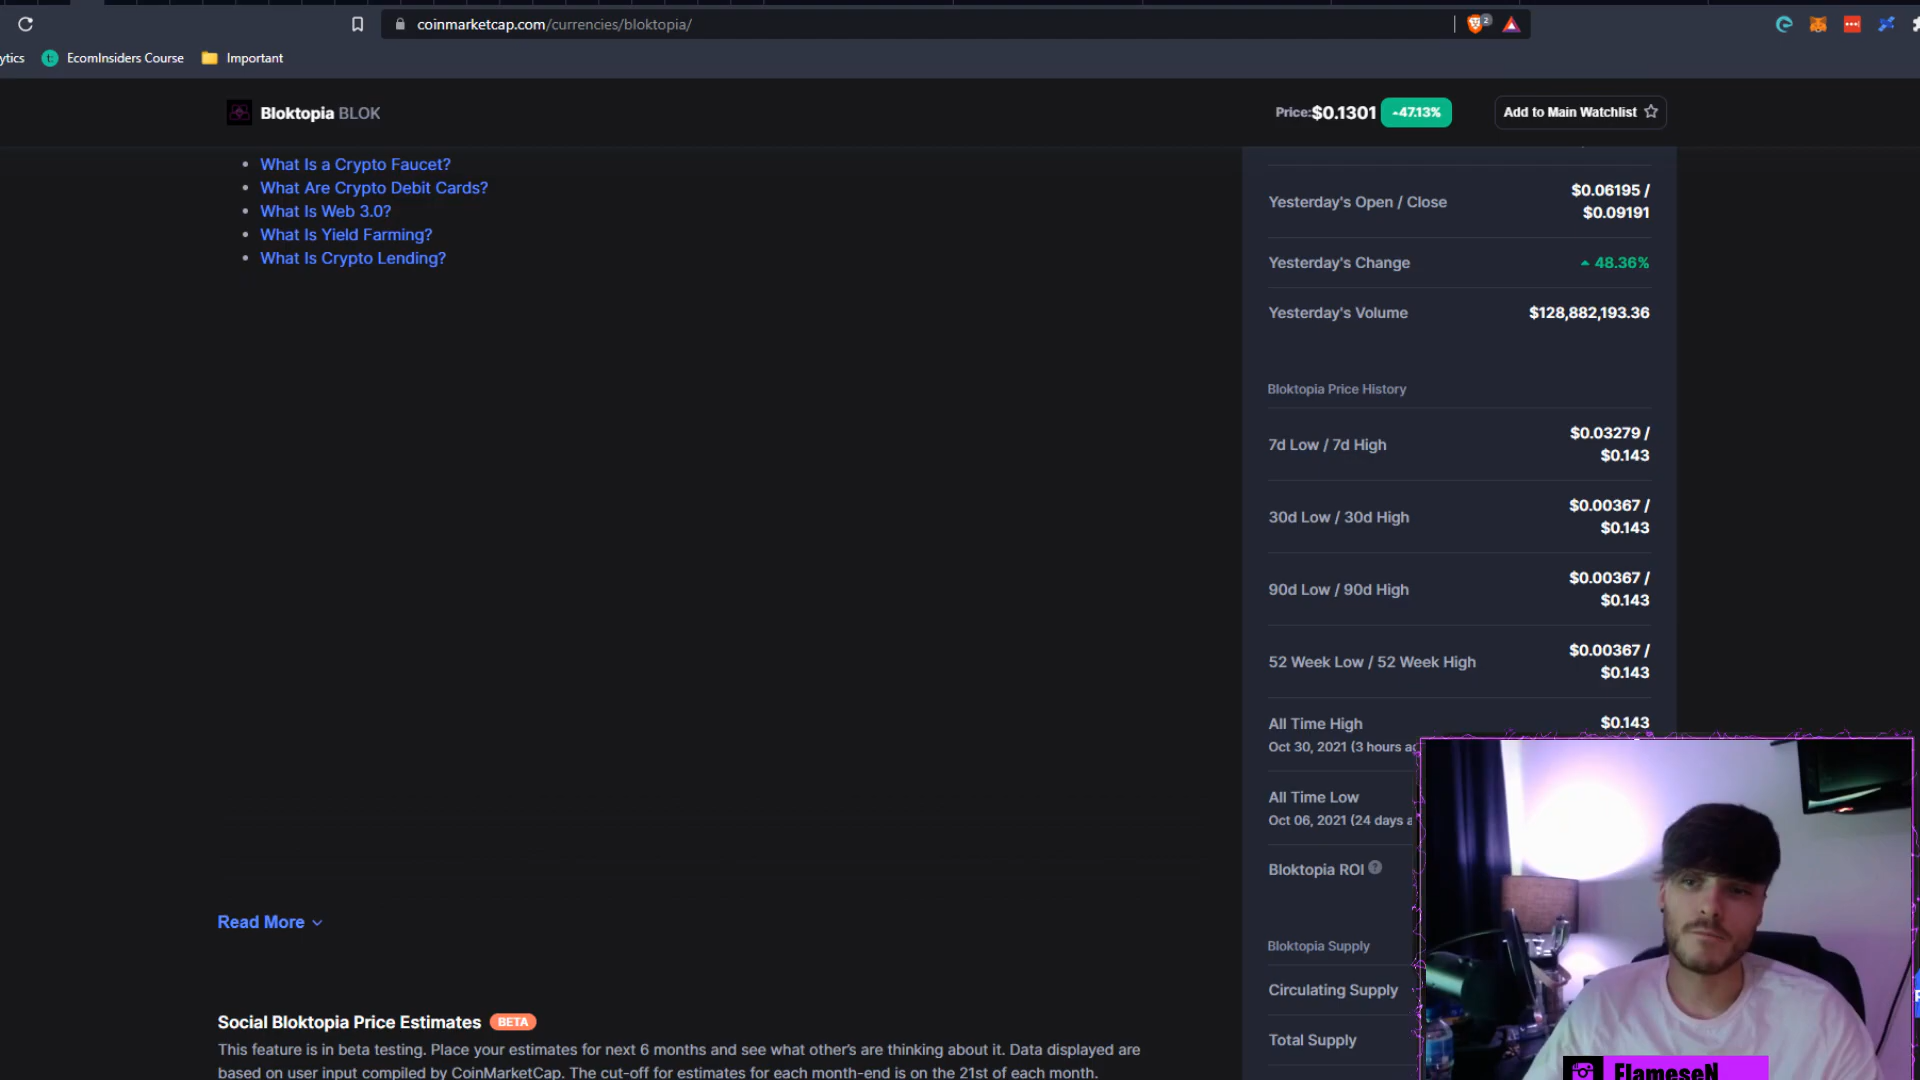 coinmarketcap.com/currencies/bloktopia/
2
ytics
t
EcomInsiders Course
Important
Bloktopia BLOK
Price:$0.1301
47.13%
Add to Main Watchlist
What Is a Crypto Faucet?
What Are Crypto Debit Cards?
What Is Web 3.0?
What Is Yield Farming?
What Is Crypto Lending?
Read More
Social Bloktopia Price Estimates BETA
This feature is in beta testing. Place your estimates for next 6 months and see what other's are thinking about it. Data displayed are
based on user input compiled by CoinMarketCap. The cut-off for estimates for each month-end is on the 21st of each month.
Yesterday's Open / Close
$0.06195 /
$0.09191
Yesterday's Change
48.36%
Yesterday's Volume
$128,882,193.36
Bloktopia Price History
7d Low / 7d High
$0.03279 /
$0.143
30d Low / 30d High
$0.00367 /
$0.143
90d Low / 90d High
$0.00367 /
$0.143
52 Week Low / 52 Week High
$0.00367 /
$0.143
All Time High
$0.143
Oct 30, 2021 (3 hours ag
All Time Low
Oct 06, 2021 (24 days a
Bloktopia ROI ?
Bloktopia Supply
Circulating Supply
Total Supply
FlameseN